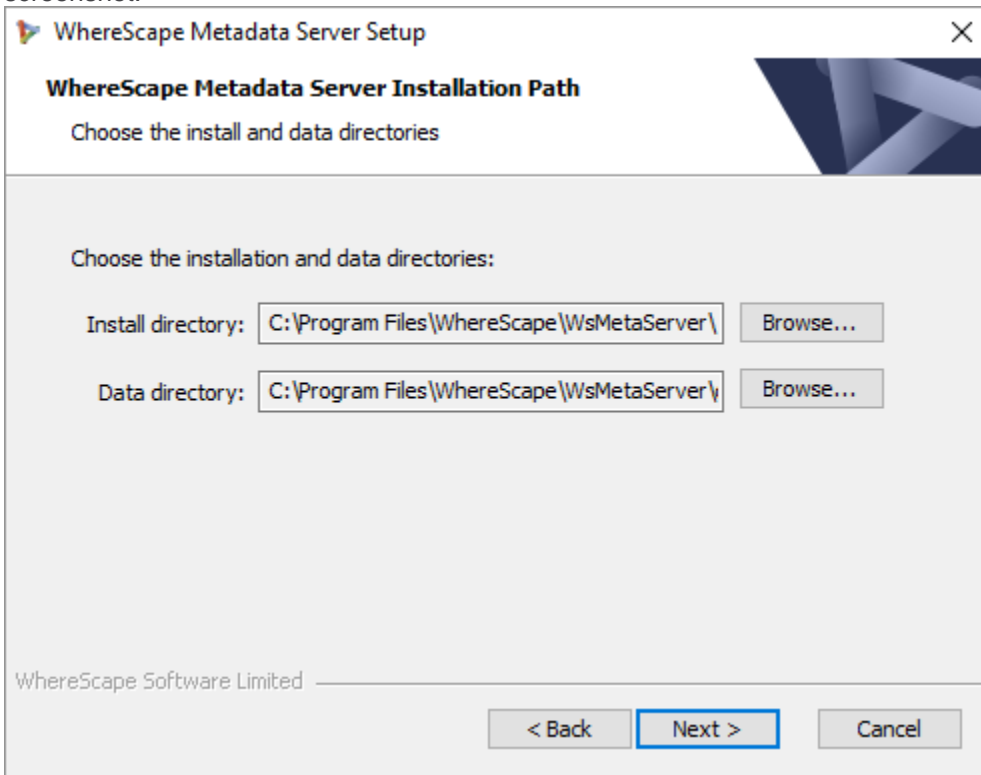 WhereScape Metadata Server Setup
WhereScape Metadata Server Installation Path
Choose the install and data directories
Choose the installation and data directories:
Install directory: C:\Program Files\WhereScape\WsMetaServer\ Browse...
Data directory: C:\Program Files\WhereScape\WsMetaServer\ Browse...
WhereScape Software Limited
< Back Next > Cancel